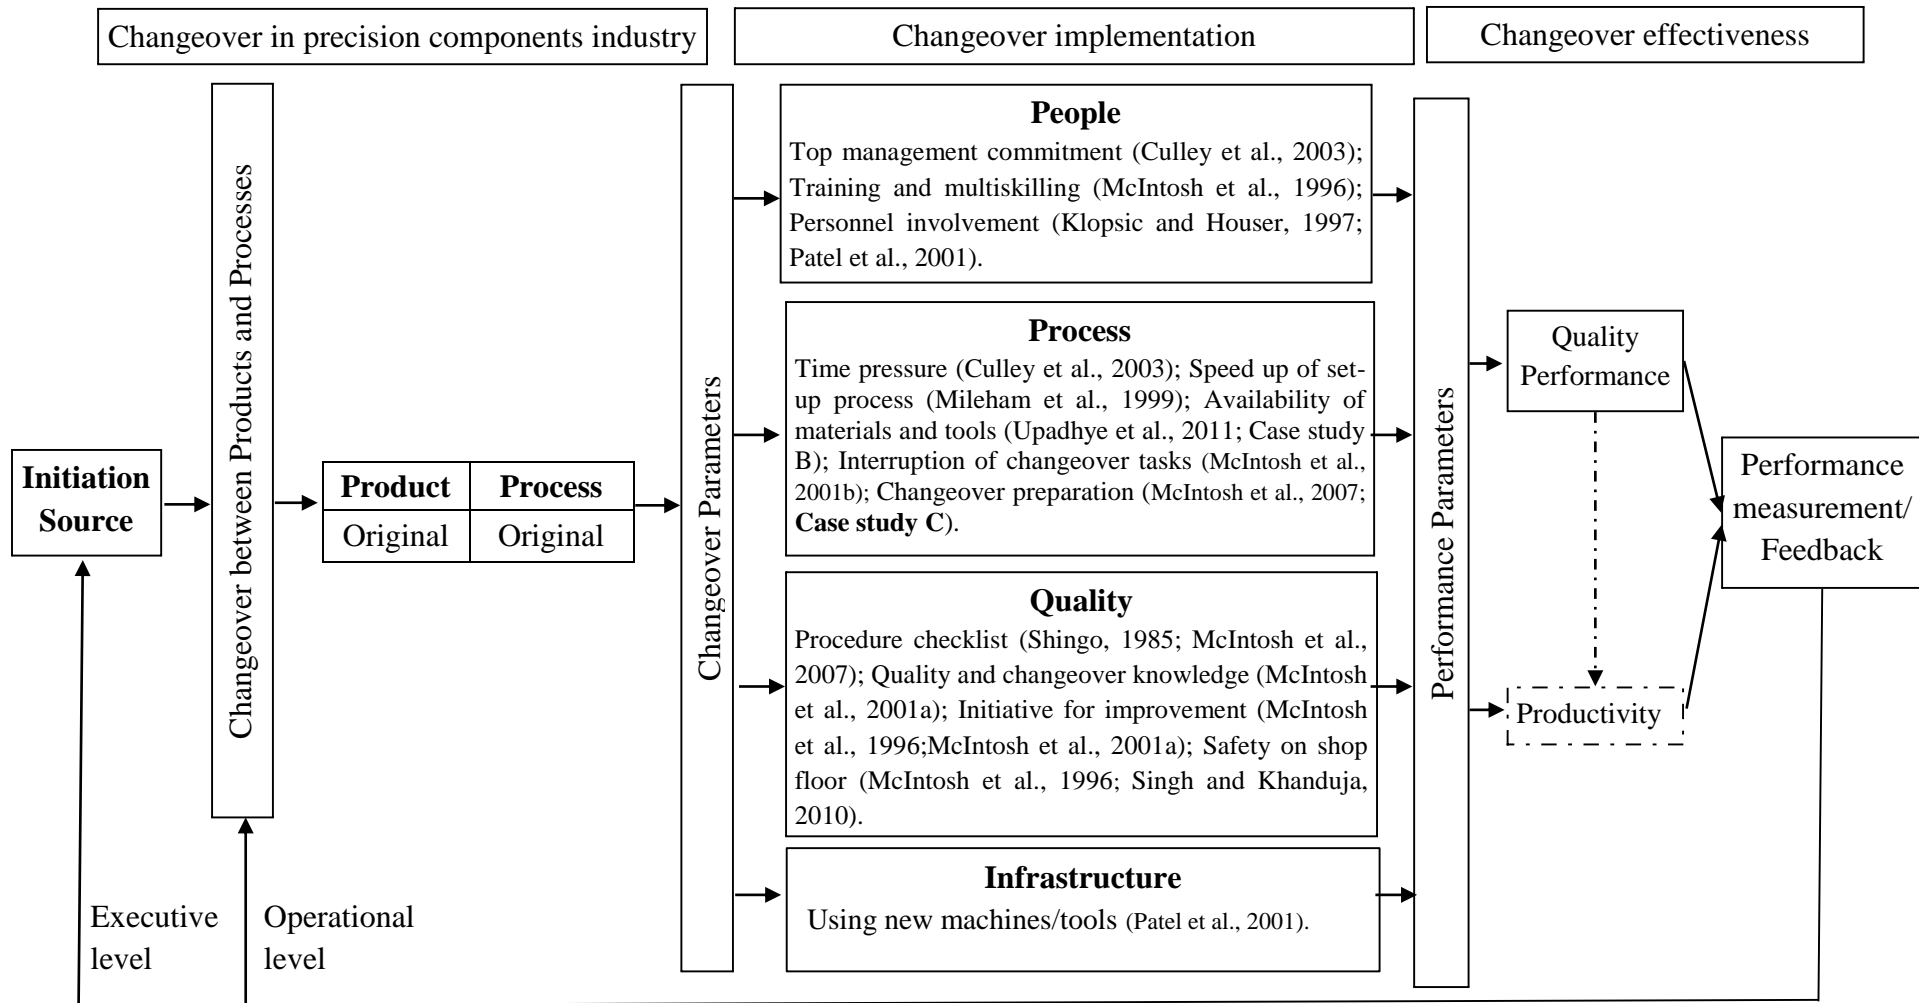 Changeover in precision components industry
Changeover implementation
Changeover effectiveness
Initiation
Source
Changeover between Products and Processes
Product Process
Original Original
Changeover Parameters
People
Top management commitment (Culley et al., 2003);
Training and multiskilling (McIntosh et al., 1996);
Personnel involvement (Klopsic and Houser, 1997;
Patel et al., 2001).
Process
Time pressure (Culley et al., 2003); Speed up of set-
up process (Mileham et al., 1999); Availability of
materials and tools (Upadhye et al., 2011; Case study
B); Interruption of changeover tasks (McIntosh et al.,
2001b); Changeover preparation (McIntosh et al., 2007;
Case study C).
Quality
Procedure checklist (Shingo, 1985; McIntosh et al.,
2007); Quality and changeover knowledge (McIntosh
et al., 2001a); Initiative for improvement (McIntosh
et al., 1996;McIntosh et al., 2001a); Safety on shop
floor (McIntosh et al., 1996; Singh and Khanduja,
2010).
Infrastructure
Using new machines/tools (Patel et al., 2001).
Performance Parameters
Quality
Performance
Productivity
Performance
measurement/
Feedback
Executive
level
Operational
level